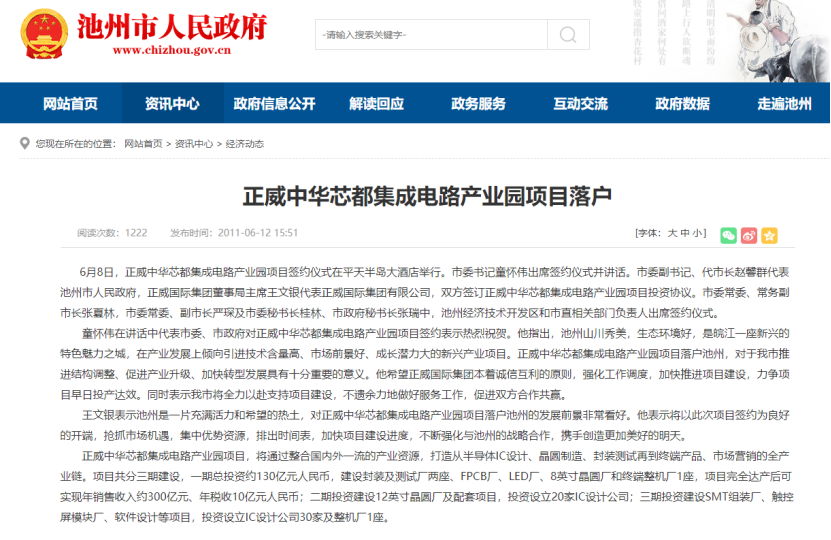 池州市人民政府
www.chizhou.gov.cn
-请输入搜索关键字-
清明时节雨纷纷
路上行人欲断魂
借问酒家何处有
牧童遥指杏花村
网站首页 资讯中心 政府信息公开 解读回应 政务服务 互动交流 政府数据 走遍池州
您现在所在的位置： 网站首页 > 资讯中心 > 经济动态
正威中华芯都集成电路产业园项目落户
阅读次数：1222 发布时间：2011-06-12 15:51 [字体：大 中 小]
6月8日，正威中华芯都集成电路产业园项目签约仪式在平天半岛大酒店举行。市委书记童怀伟出席签约仪式并讲话。市委副书记、代市长赵馨群代表
池州市人民政府，正威国际集团董事局主席王文银代表正威国际集团有限公司，双方签订正威中华芯都集成电路产业园项目投资协议。市委常委、常务副
市长张夏林，市委常委、副市长严琛及市委秘书长桂林、市政府秘书长张瑞中，池州经济技术开发区和市直相关部门负责人出席签约仪式。
童怀伟在讲话中代表市委、市政府对正威中华芯都集成电路产业园项目签约表示热烈祝贺。他指出，池州山川秀美，生态环境好，是皖江一座新兴的
特色魅力之城，在产业发展上倾向引进技术含量高、市场前景好、成长潜力大的新兴产业项目。正威中华芯都集成电路产业园项目落户池州，对于我市推
进结构调整、促进产业升级、加快转型发展具有十分重要的意义。他希望正威国际集团本着诚信互利的原则，强化工作调度，加快推进项目建设，力争项
目早日投产达效。同时表示我市将全力以赴支持项目建设，不遗余力地做好服务工作，促进双方合作共赢。
王文银表示池州是一片充满活力和希望的热土，对正威中华芯都集成电路产业园项目落户池州的发展前景非常看好。他表示将以此次项目签约为良好
的开端，抢抓市场机遇，集中优势资源，排出时间表，加快项目建设进度，不断强化与池州的战略合作，携手创造更加美好的明天。
正威中华芯都集成电路产业园项目，将通过整合国内外一流的产业资源，打造从半导体IC设计、晶圆制造、封装测试再到终端产品、市场营销的全产
业链。项目共分三期建设，一期总投资约130亿元人民币，建设封装及测试厂两座、FPCB厂、LED厂、8英寸晶圆厂和终端整机厂1座，项目完全达产后可
实现年销售收入约300亿元、年税收10亿元人民币；二期投资建设12英寸晶圆厂及配套项目，投资设立20家IC设计公司；三期投资建设SMT组装厂、触控
屏模块厂、软件设计等项目，投资设立IC设计公司30家及整机厂1座。